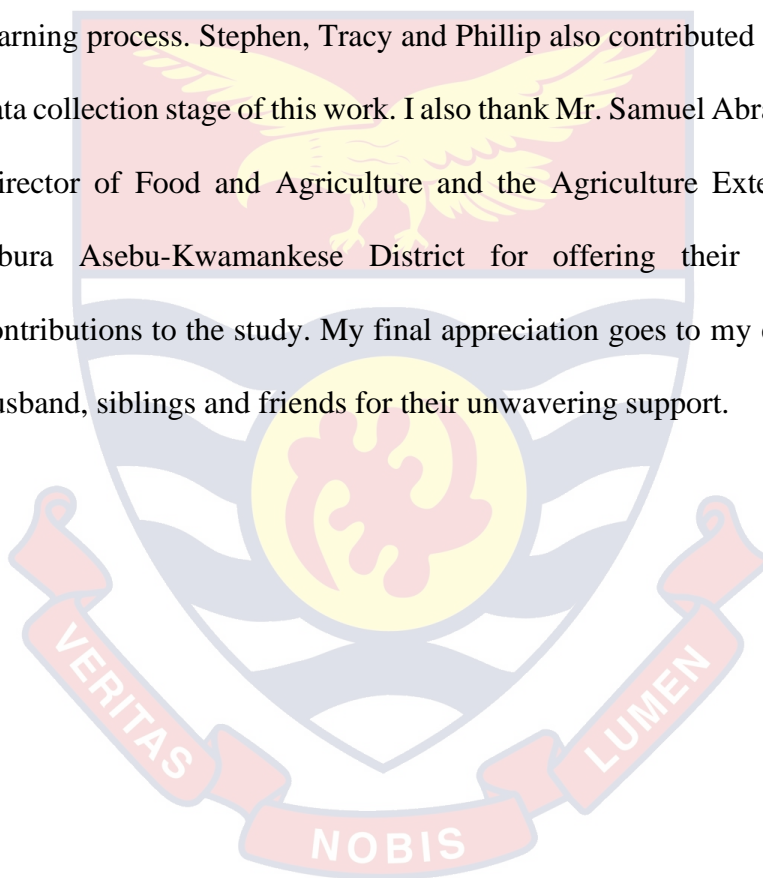 arning process. Stephen, Tracy and Phillip also contributed
ata collection stage of this work. I also thank Mr. Samuel Abra
irector of Food and Agriculture and the Agriculture Exte
bura Asebu-Kwamankese District for offering their
ontributions to the study. My final appreciation goes to my
usband, siblings and friends for their unwavering support.
VERITAS
NOBIS
LUMEN